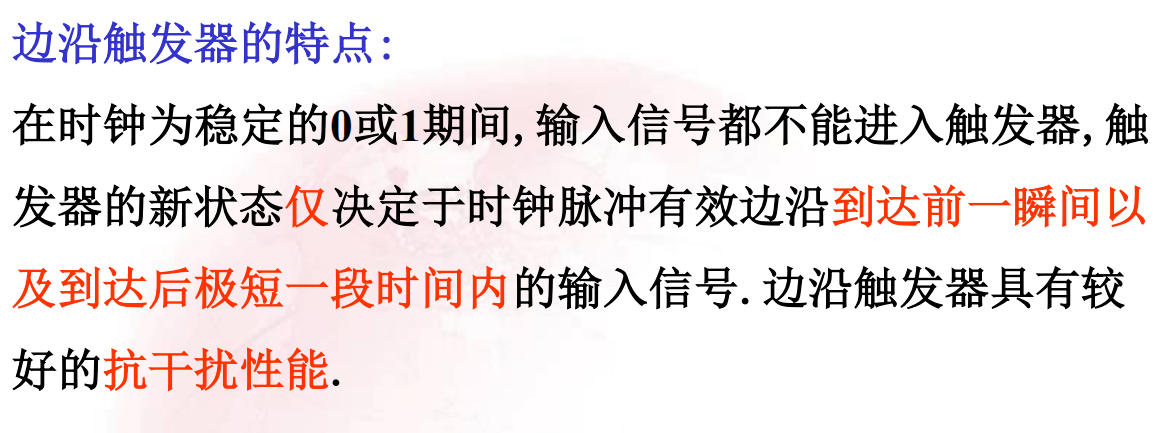 边沿触发器的特点:
在时钟为稳定的0或1期间,输入信号都不能进入触发器,触
发器的新状态仅决定于时钟脉冲有效边沿到达前一瞬间以
及到达后极短一段时间内的输入信号.边沿触发器具有较
好的抗干扰性能.